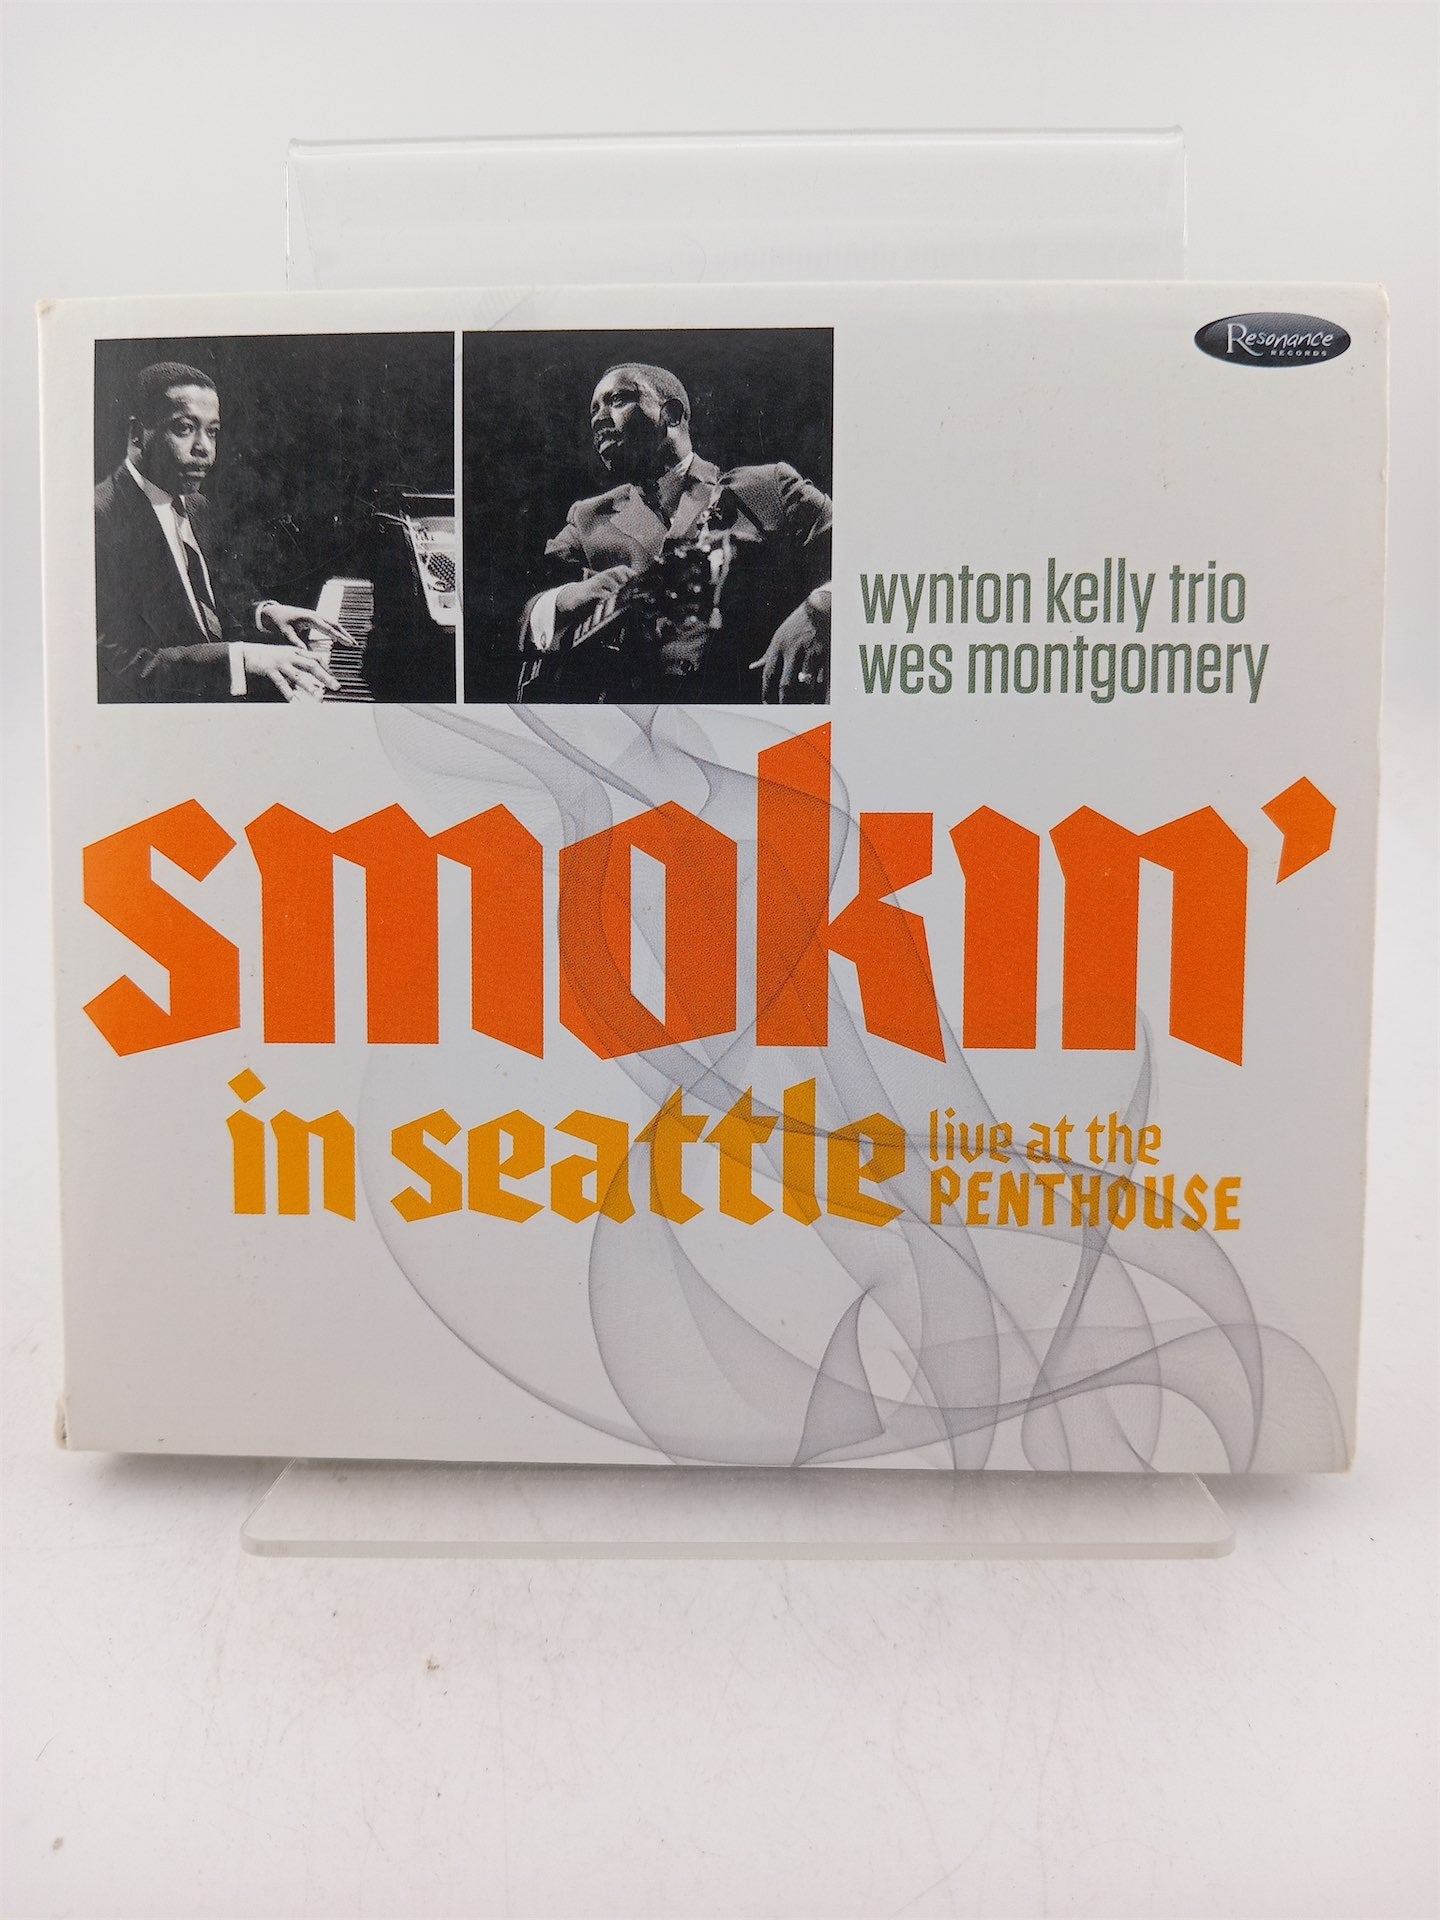 Resonance
RECORDS
wynton kelly trio
wes montgomery
smokin'
in seattle
live at the
PENTHOUSE